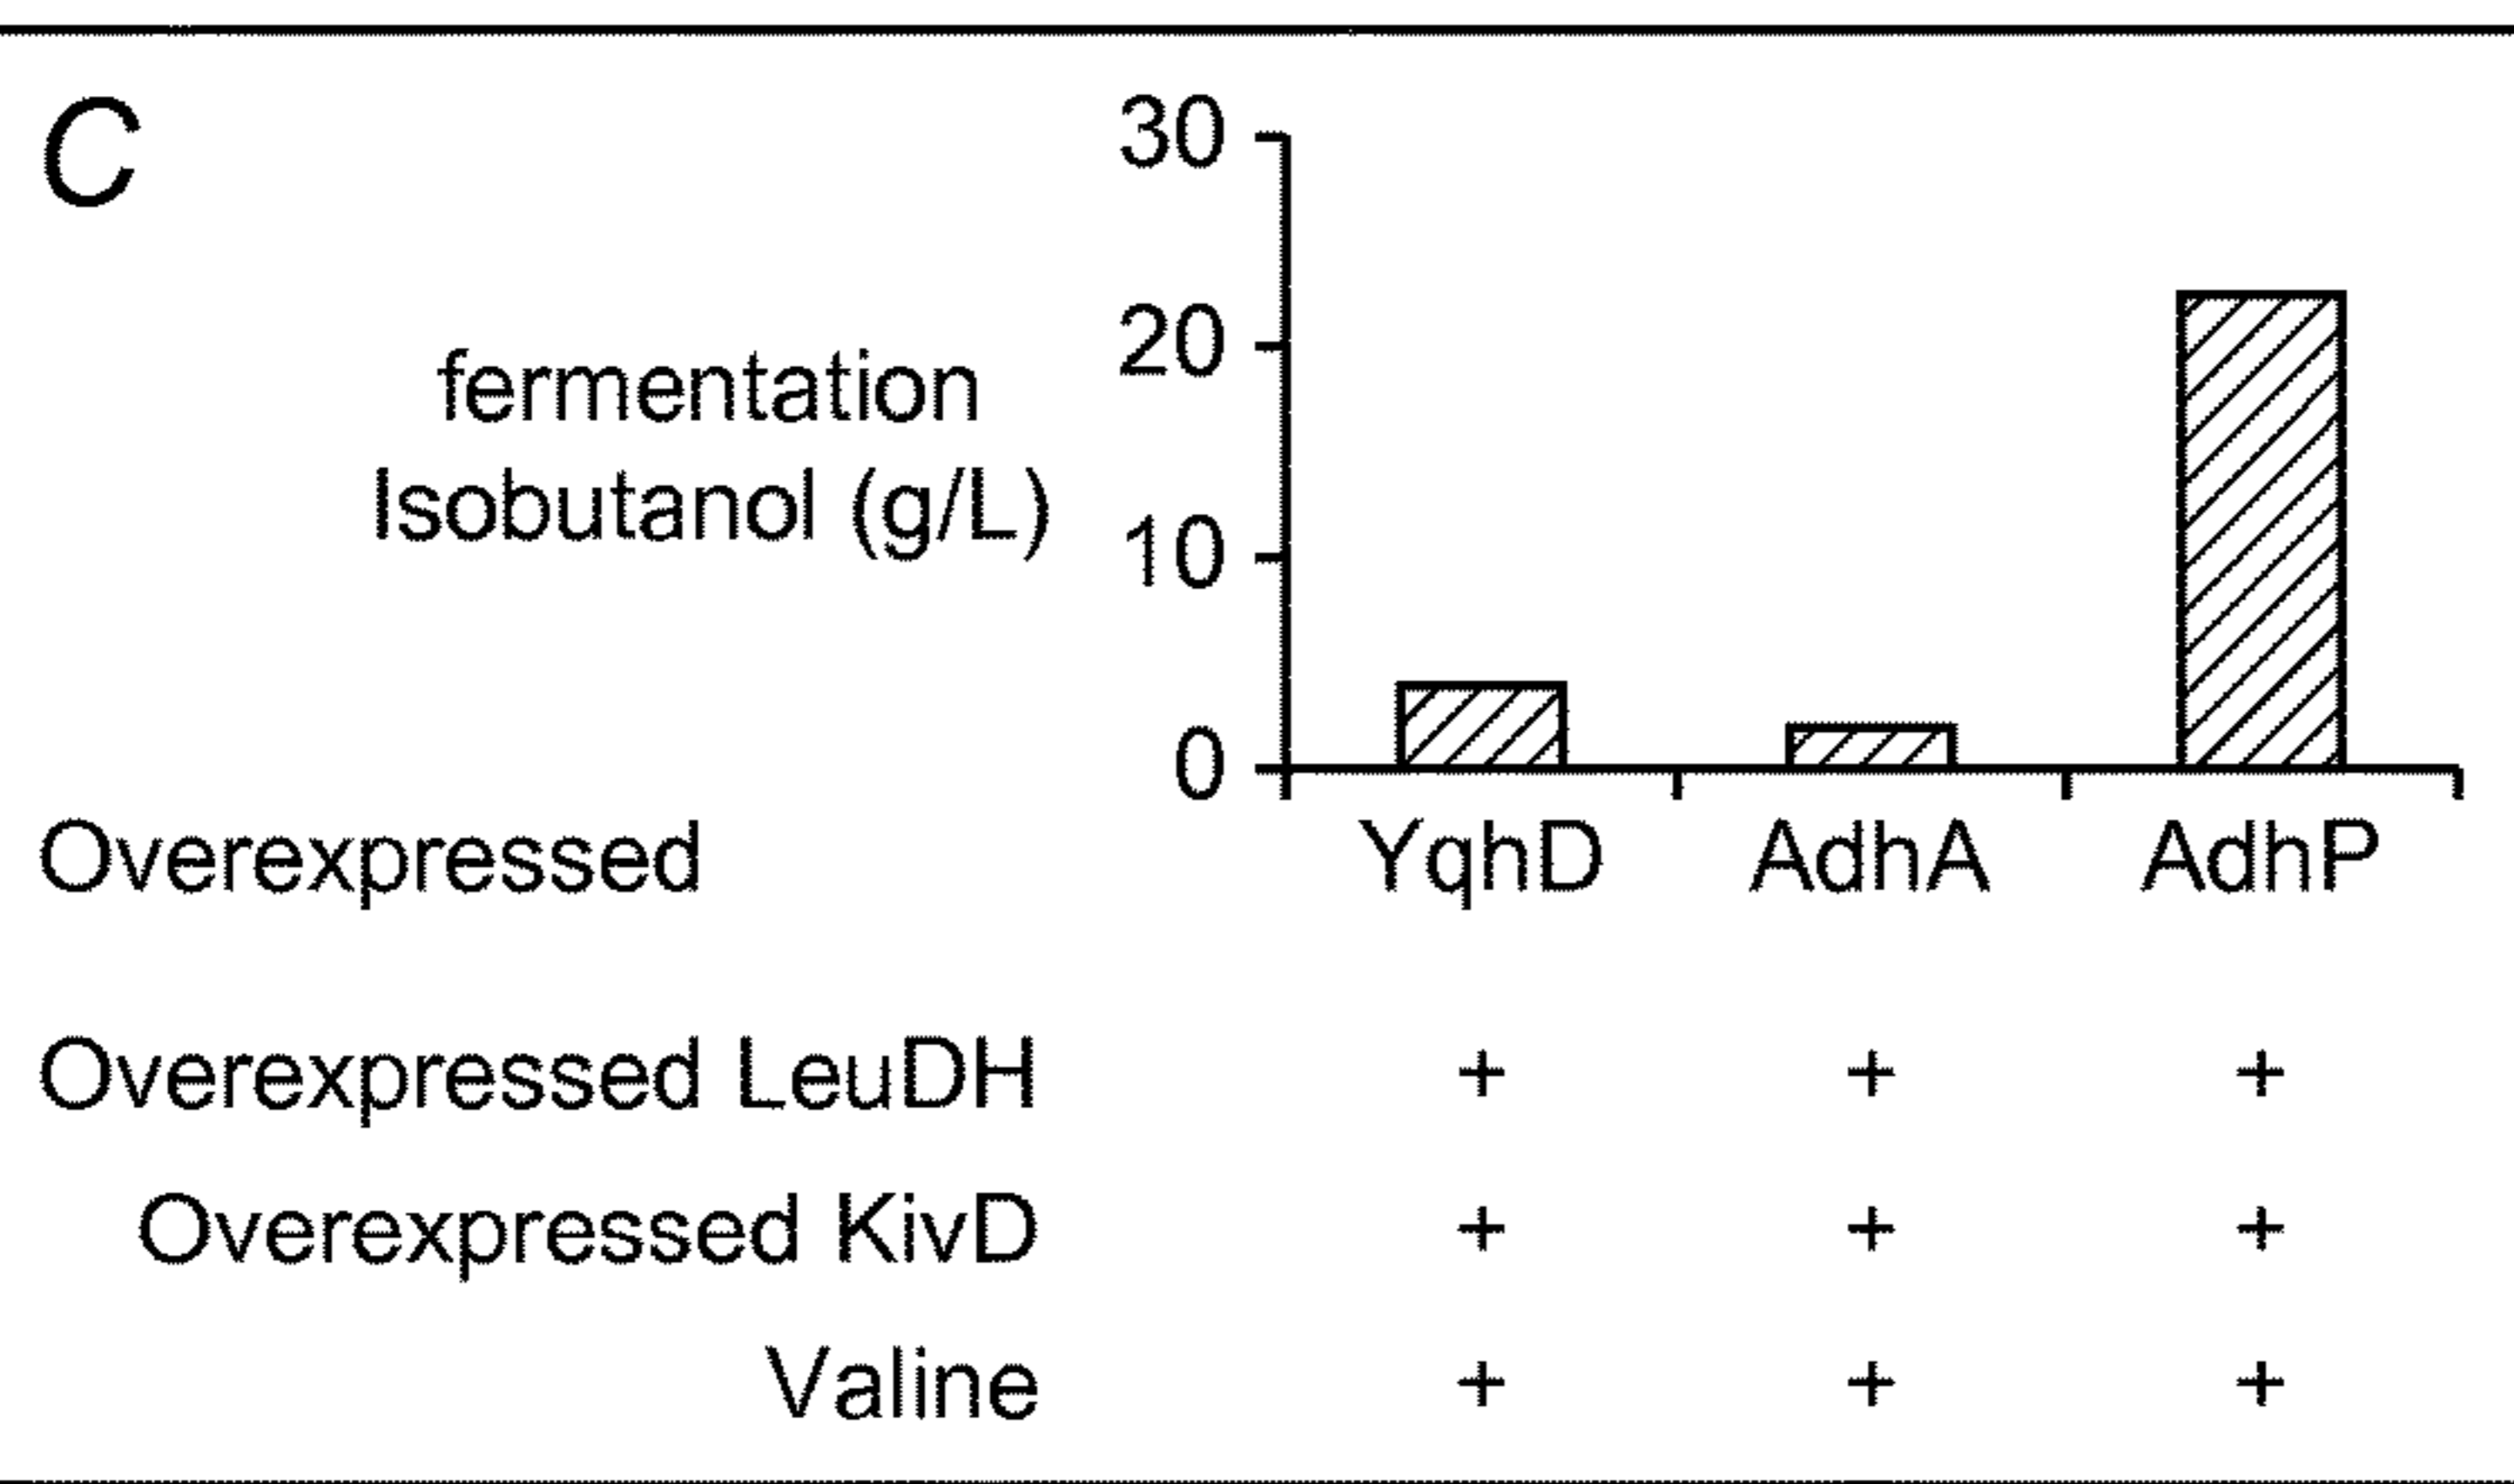 C
30
20
10
0
fermentation
Isobutanol (g/L)
Overexpressed YqhD AdhA AdhP
Overexpressed LeuDH + + +
Overexpressed KivD + + +
Valine + + +